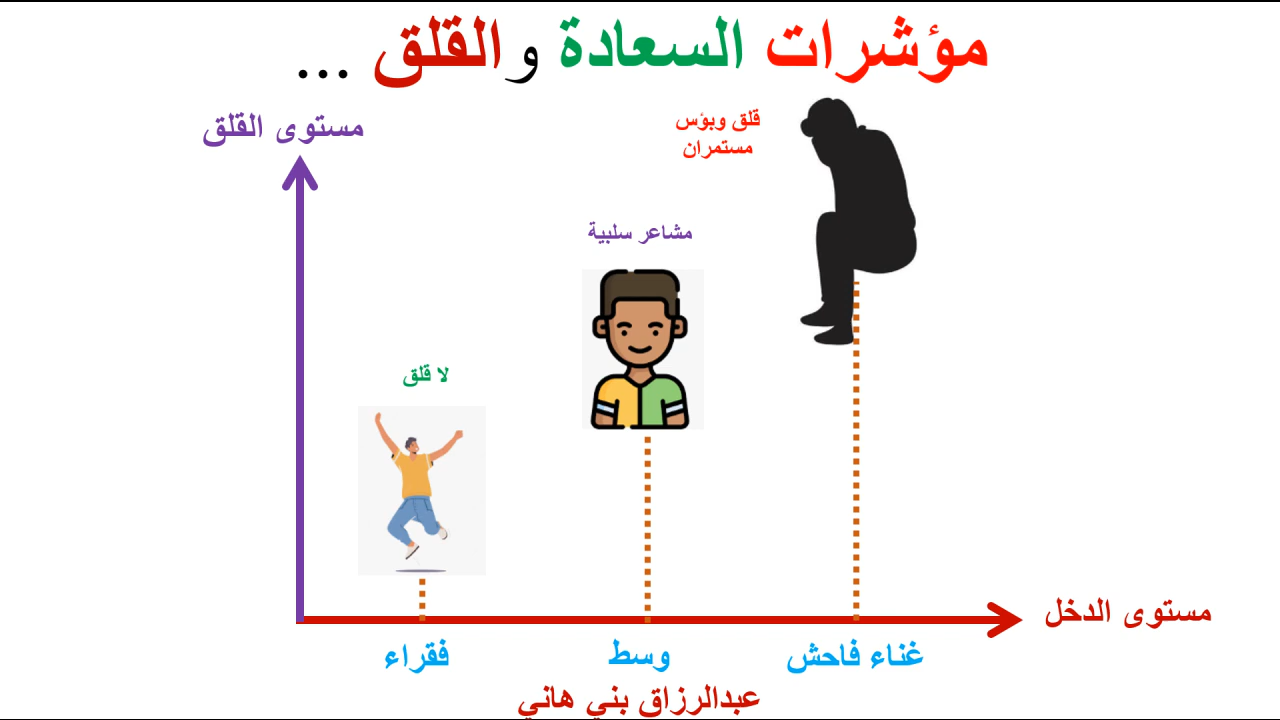 مؤشرات السعادة والقلق ...
قلق وبؤس
مستمران
مستوى القلق
مشاعر سلبية
لا قلق
مستوى الدخل
غناء فاحش
وسط
فقراء
عبدالرزاق بني هاني